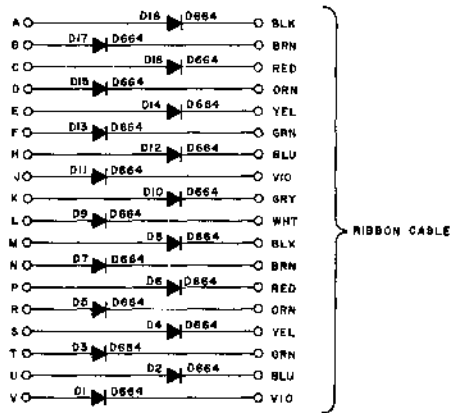 A D18 D664 BLK
B D17 D664 BRN
C D16 D664 RED
D D15 D664 ORN
E D14 D664 YEL
F D13 D664 GRN
H D12 D664 BLU
J D11 D664 VIO
K D10 D664 GRY
L D9 D664 WHT
RIBBON CABLE
M D8 D664 BLK
N D7 D664 BRN
P D6 D664 RED
R D5 D664 ORN
S D4 D664 YEL
T D3 D664 GRN
U D2 D664 BLU
V D1 D664 VIO